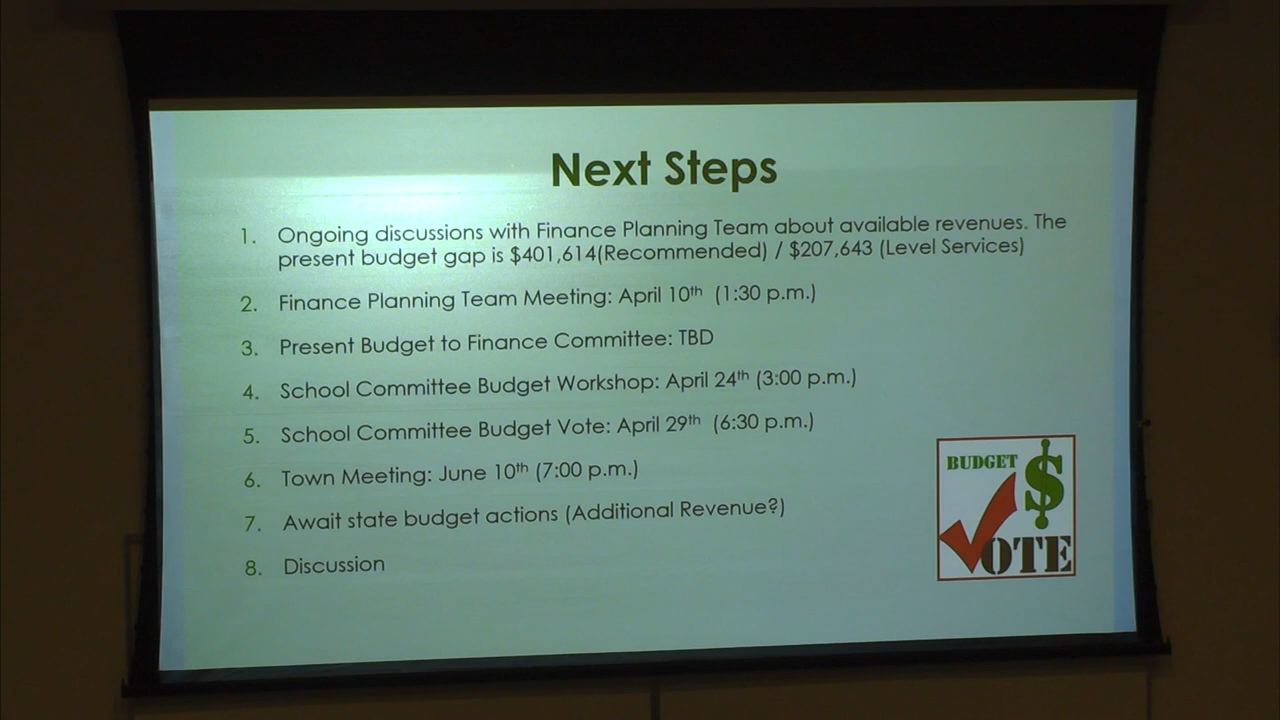 Next Steps
1. Ongoing discussions with Finance Planning Team about available revenues. The
present budget gap is $401,614(Recommended) / $207,643 (Level Services)
2. Finance Planning Team Meeting: April 10th (1:30 p.m.)
3. Present Budget to Finance Committee: TBD
4. School Committee Budget Workshop: April 24th (3:00 p.m.)
5. School Committee Budget Vote: April 29th (6:30 p.m.)
6. Town Meeting: June 10th (7:00 p.m.)
7. Await state budget actions (Additional Revenue?)
8. Discussion
BUDGET $
VOTE